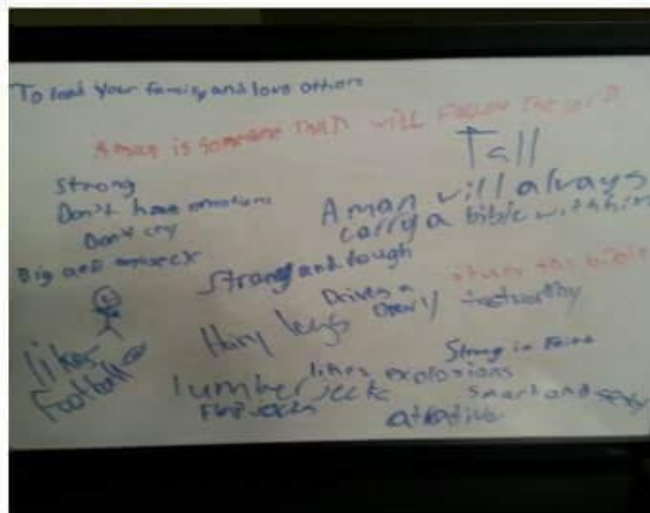 To lead your family and love others
A man is someone that will follow the lord
Tall
Strong
Don't have emotions
Don't cry
A man will always
carry a bible with him
Big and
Strong and tough
Drives a
trustworthy
Hairy legs
likes
Football
Strong in Faith
likes explosions
lumber
Smart and sexy